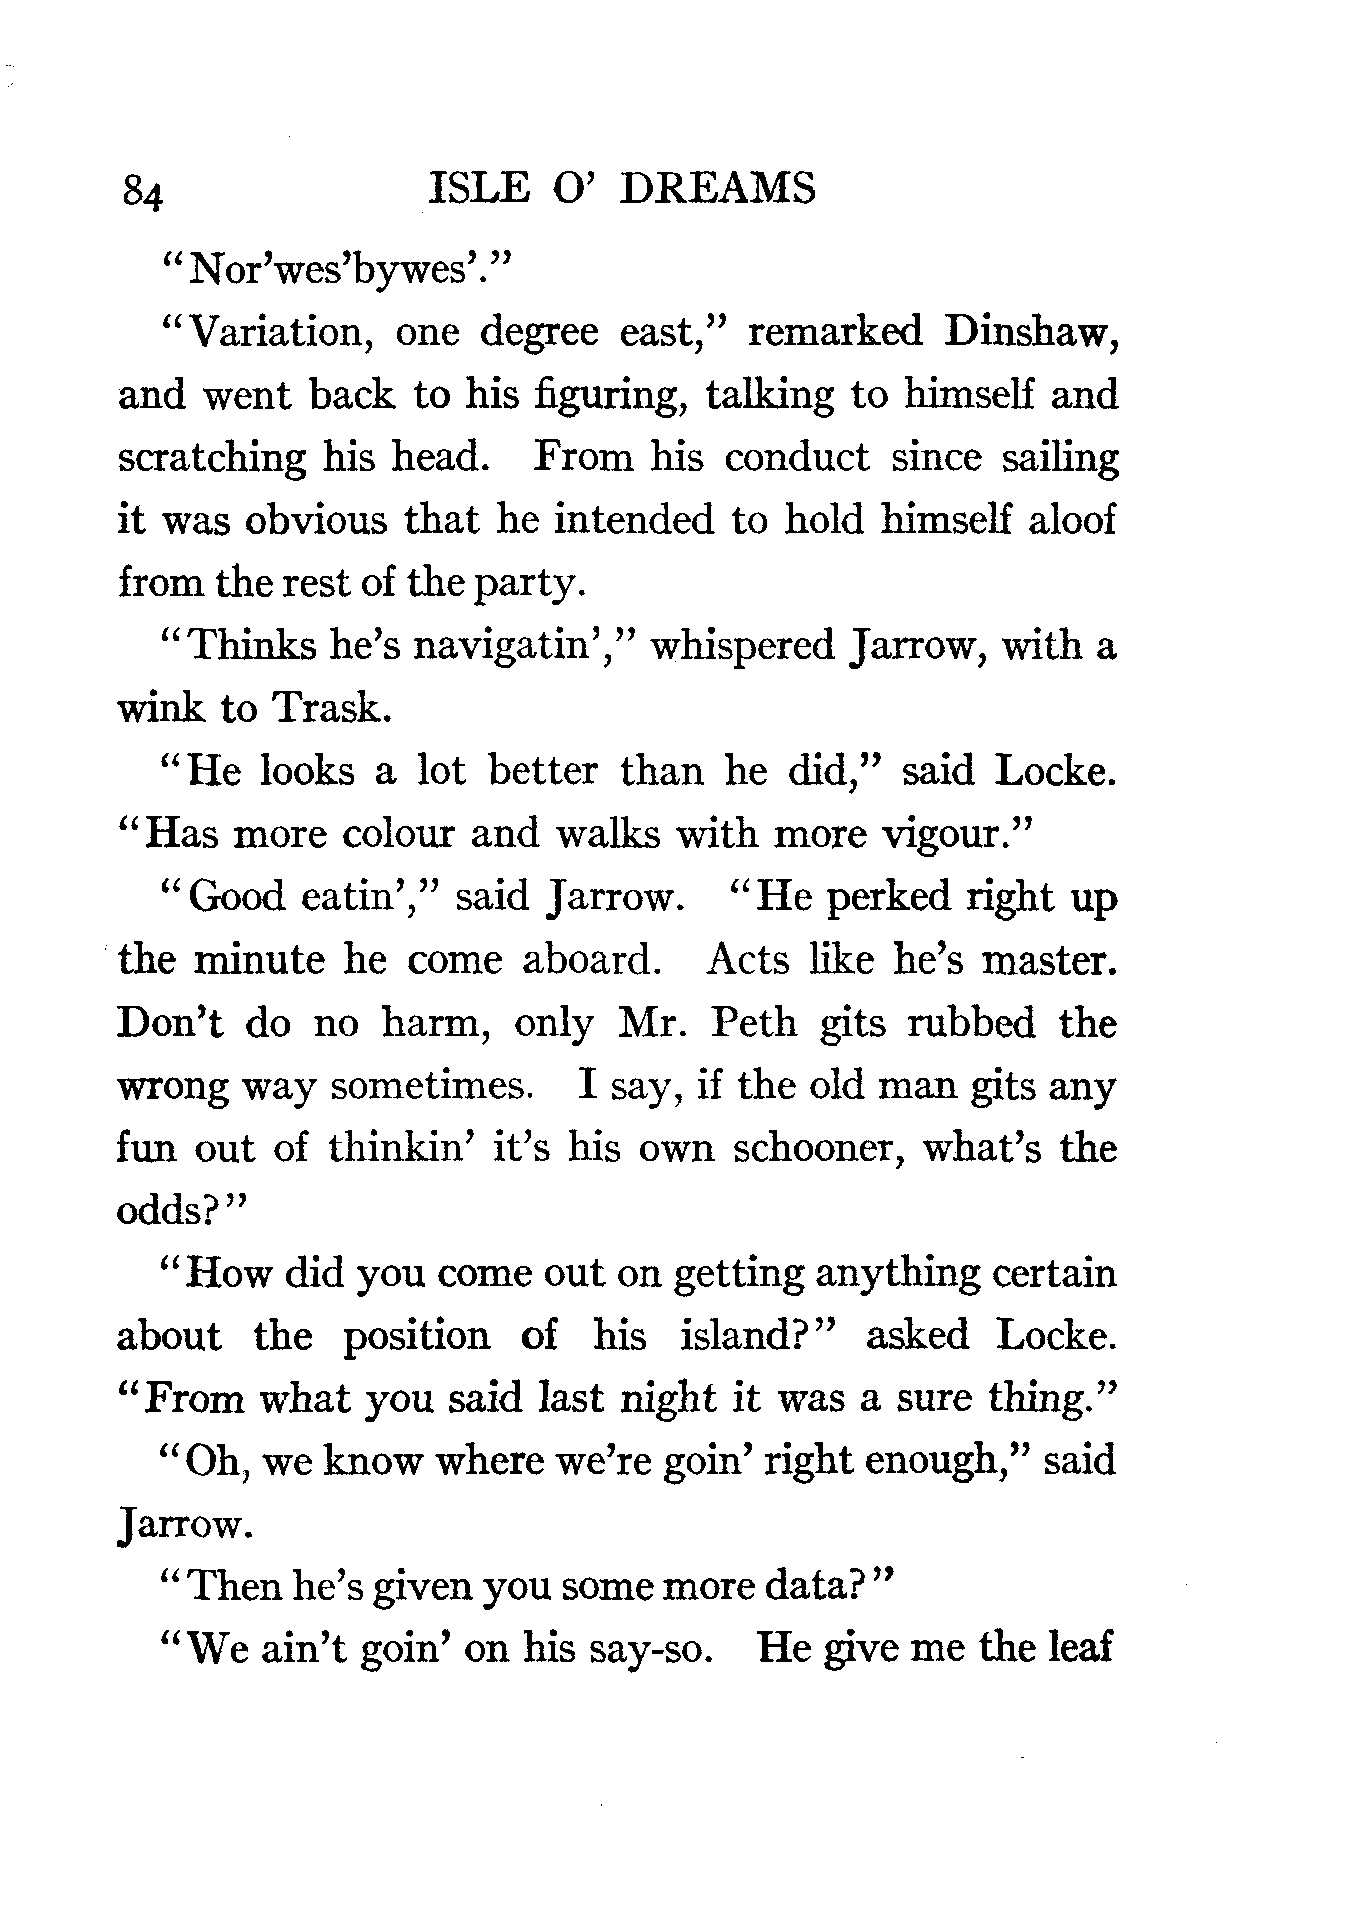 84 ISLE O' DREAMS
"Nor'wes'bywes'."
"Variation, one degree east," remarked Dinshaw,
and went back to his figuring, talking to himself and
scratching his head. From his conduct since sailing
it was obvious that he intended to hold himself aloof
from the rest of the party.
"Thinks he's navigatin'," whispered Jarrow, with a
wink to Trask.
"He looks a lot better than he did," said Locke.
"Has more colour and walks with more vigour."
"Good eatin'," said Jarrow. "He perked right up
the minute he come aboard. Acts like he's master.
Don't do no harm, only Mr. Peth gits rubbed the
wrong way sometimes. I say, if the old man gits any
fun out of thinkin' it's his own schooner, what's the
odds?"
"How did you come out on getting anything certain
about the position of his island?" asked Locke.
"From what you said last night it was a sure thing."
"Oh, we know where we're goin' right enough," said
Jarrow.
"Then he's given you some more data?"
"We ain't goin' on his say-so. He give me the leaf